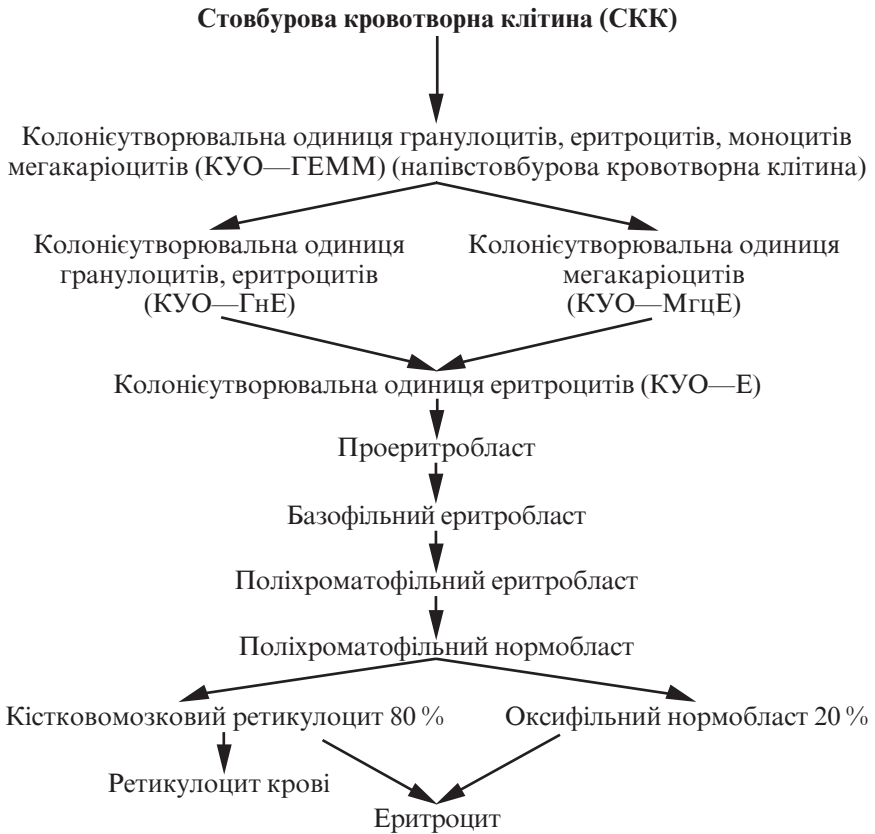 Стовбурова кровотворна клітина (СКК)
Колонієутворювальна одиниця гранулоцитів, еритроцитів, моноцитів
мегакаріоцитів (КУО—ГЕММ) (напівстовбурова кровотворна клітина)
Колонієутворювальна одиниця
гранулоцитів, еритроцитів
(КУО—ГнЕ)
Колонієутворювальна одиниця
мегакаріоцитів
(КУО—МгцЕ)
Колонієутворювальна одиниця еритроцитів (КУО—Е)
Проеритробласт
Базофільний еритробласт
Поліхроматофільний еритробласт
Поліхроматофільний нормобласт
Кістковомозковий ретикулоцит 80 %
Оксифільний нормобласт 20 %
Ретикулоцит крові
Еритроцит